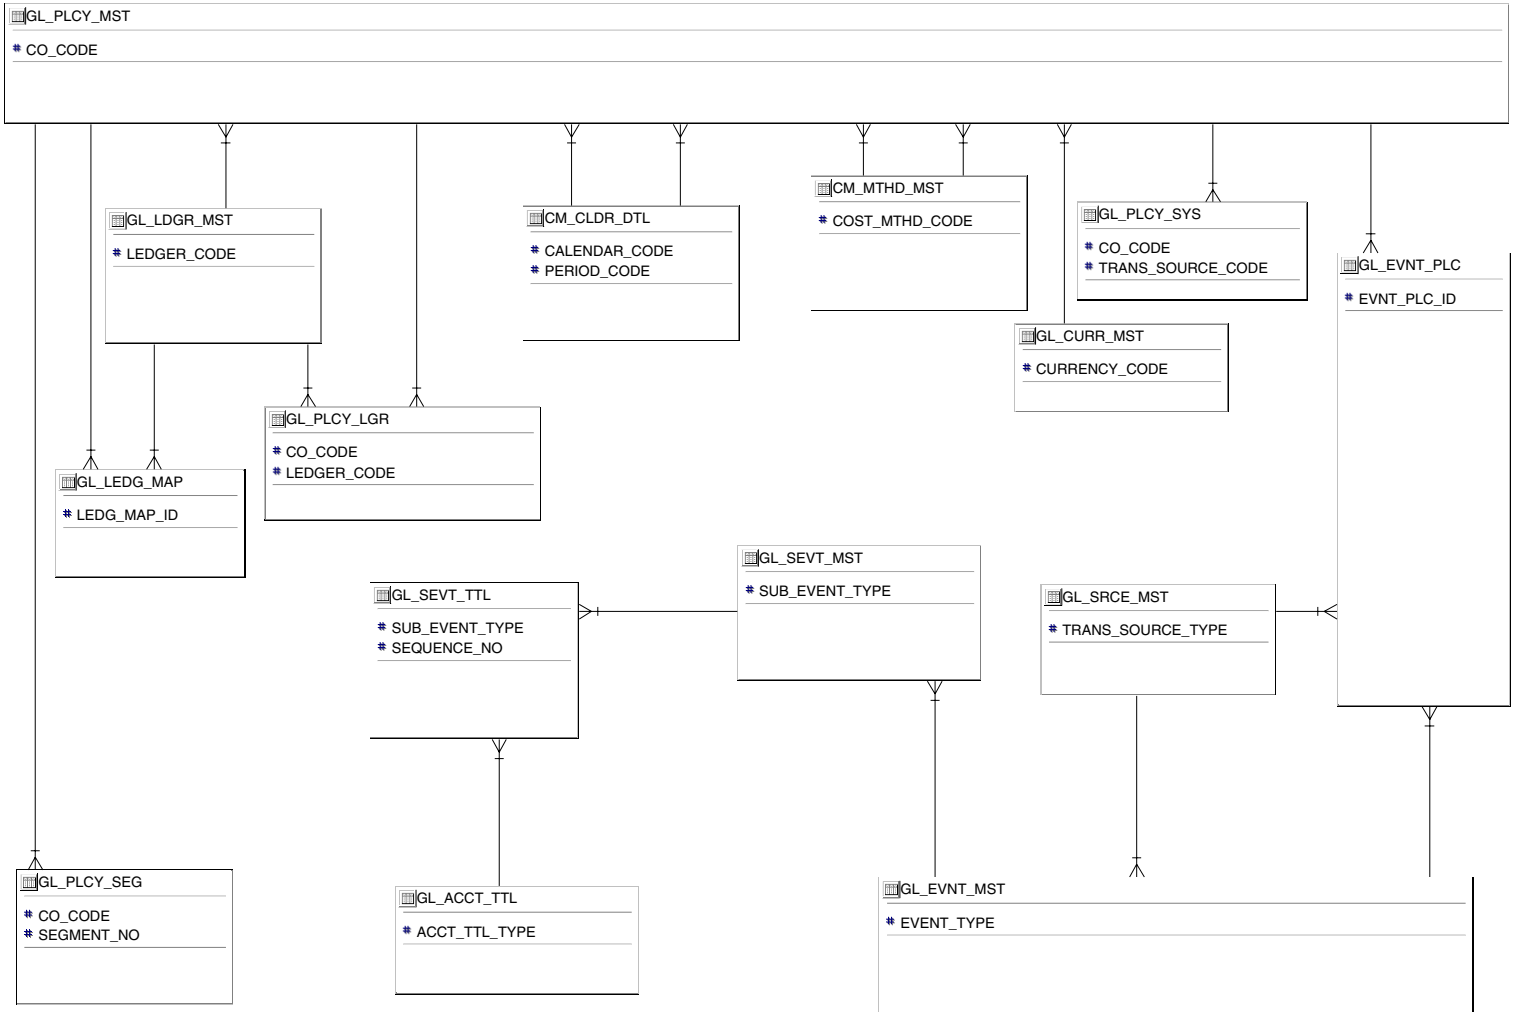 GL_PLCY_MST
# CO_CODE
GL_LDGR_MST
# LEDGER_CODE
CM_CLDR_DTL
# CALENDAR_CODE
# PERIOD_CODE
CM_MTHD_MST
# COST_MTHD_CODE
GL_PLCY_SYS
# CO_CODE
# TRANS_SOURCE_CODE
GL_EVNT_PLC
# EVNT_PLC_ID
GL_CURR_MST
# CURRENCY_CODE
GL_PLCY_LGR
# CO_CODE
# LEDGER_CODE
GL_LEDG_MAP
# LEDG_MAP_ID
GL_SEVT_MST
# SUB_EVENT_TYPE
GL_SEVT_TTL
# SUB_EVENT_TYPE
# SEQUENCE_NO
GL_SRCE_MST
# TRANS_SOURCE_TYPE
GL_PLCY_SEG
# CO_CODE
# SEGMENT_NO
GL_ACCT_TTL
# ACCT_TTL_TYPE
GL_EVNT_MST
# EVENT_TYPE